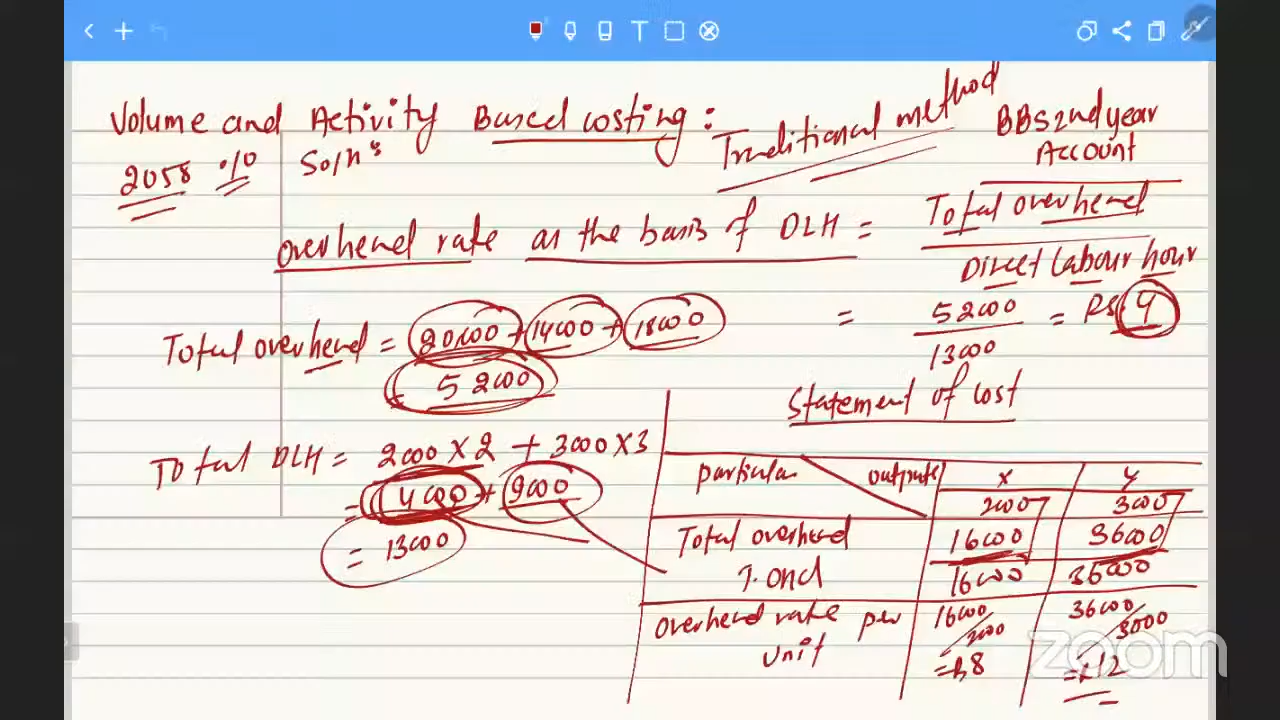 Volume and Activity Based costing :
Traditional method
BBS 2nd year
Account
2058
Soln:
overhead rate as the basis of DLH = Total overhead
Direct labour hour
= 52000 = RS 4
13000
Total overhead = 20000 + 14000 + 18000
= 52000
Statement of cost
Total DLH = 2000 × 2 + 3000 × 3
= 4000 + 9000
= 13000
particular outputs X Y
2000 3000
Total overhead 16000 36000
T. OHd 16000 36000
overhead rate per unit 16000/2000 36000/3000
= 8 = 12
zoom